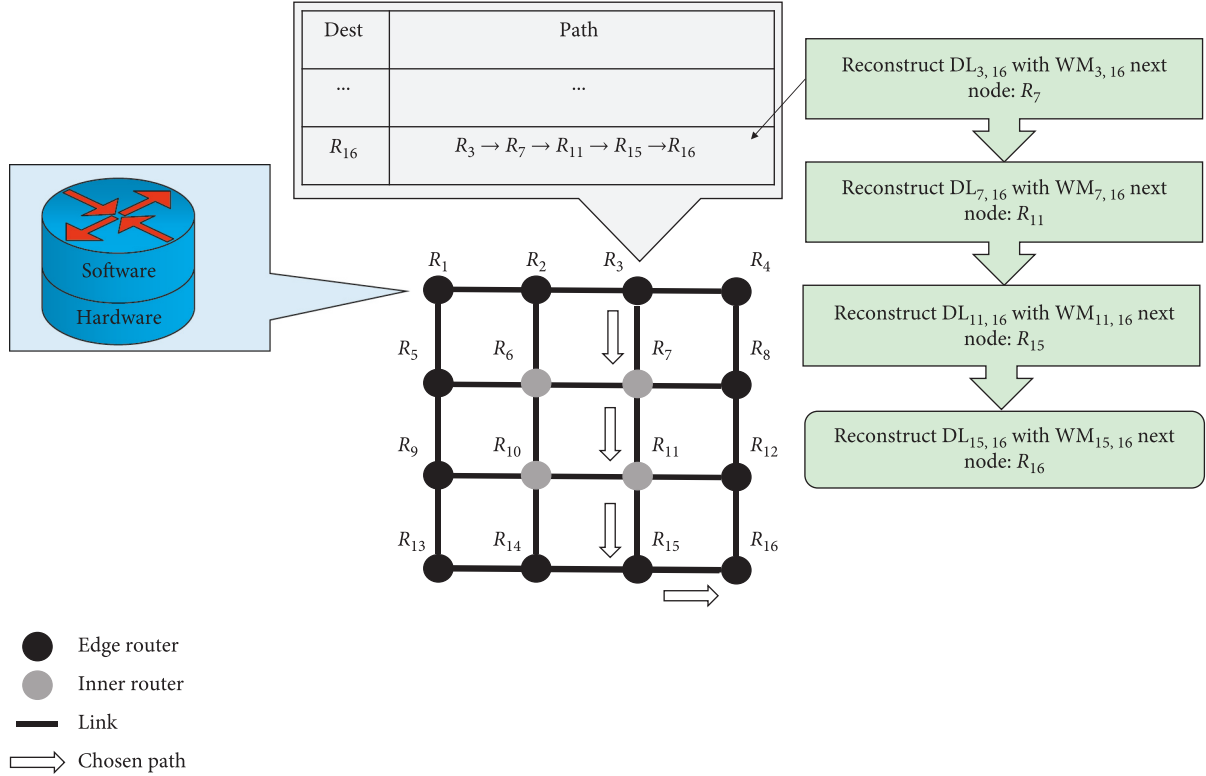 Dest Path
... ...
R16 R3 → R7 → R11 → R15 → R16
Reconstruct DL3, 16 with WM3, 16 next
node: R7
Reconstruct DL7, 16 with WM7, 16 next
node: R11
Reconstruct DL11, 16 with WM11, 16 next
node: R15
Reconstruct DL15, 16 with WM15, 16 next
node: R16
Software
Hardware
R1 R2 R3 R4
R5 R6 R7 R8
R9 R10 R11 R12
R13 R14 R15 R16
Edge router
Inner router
Link
Chosen path